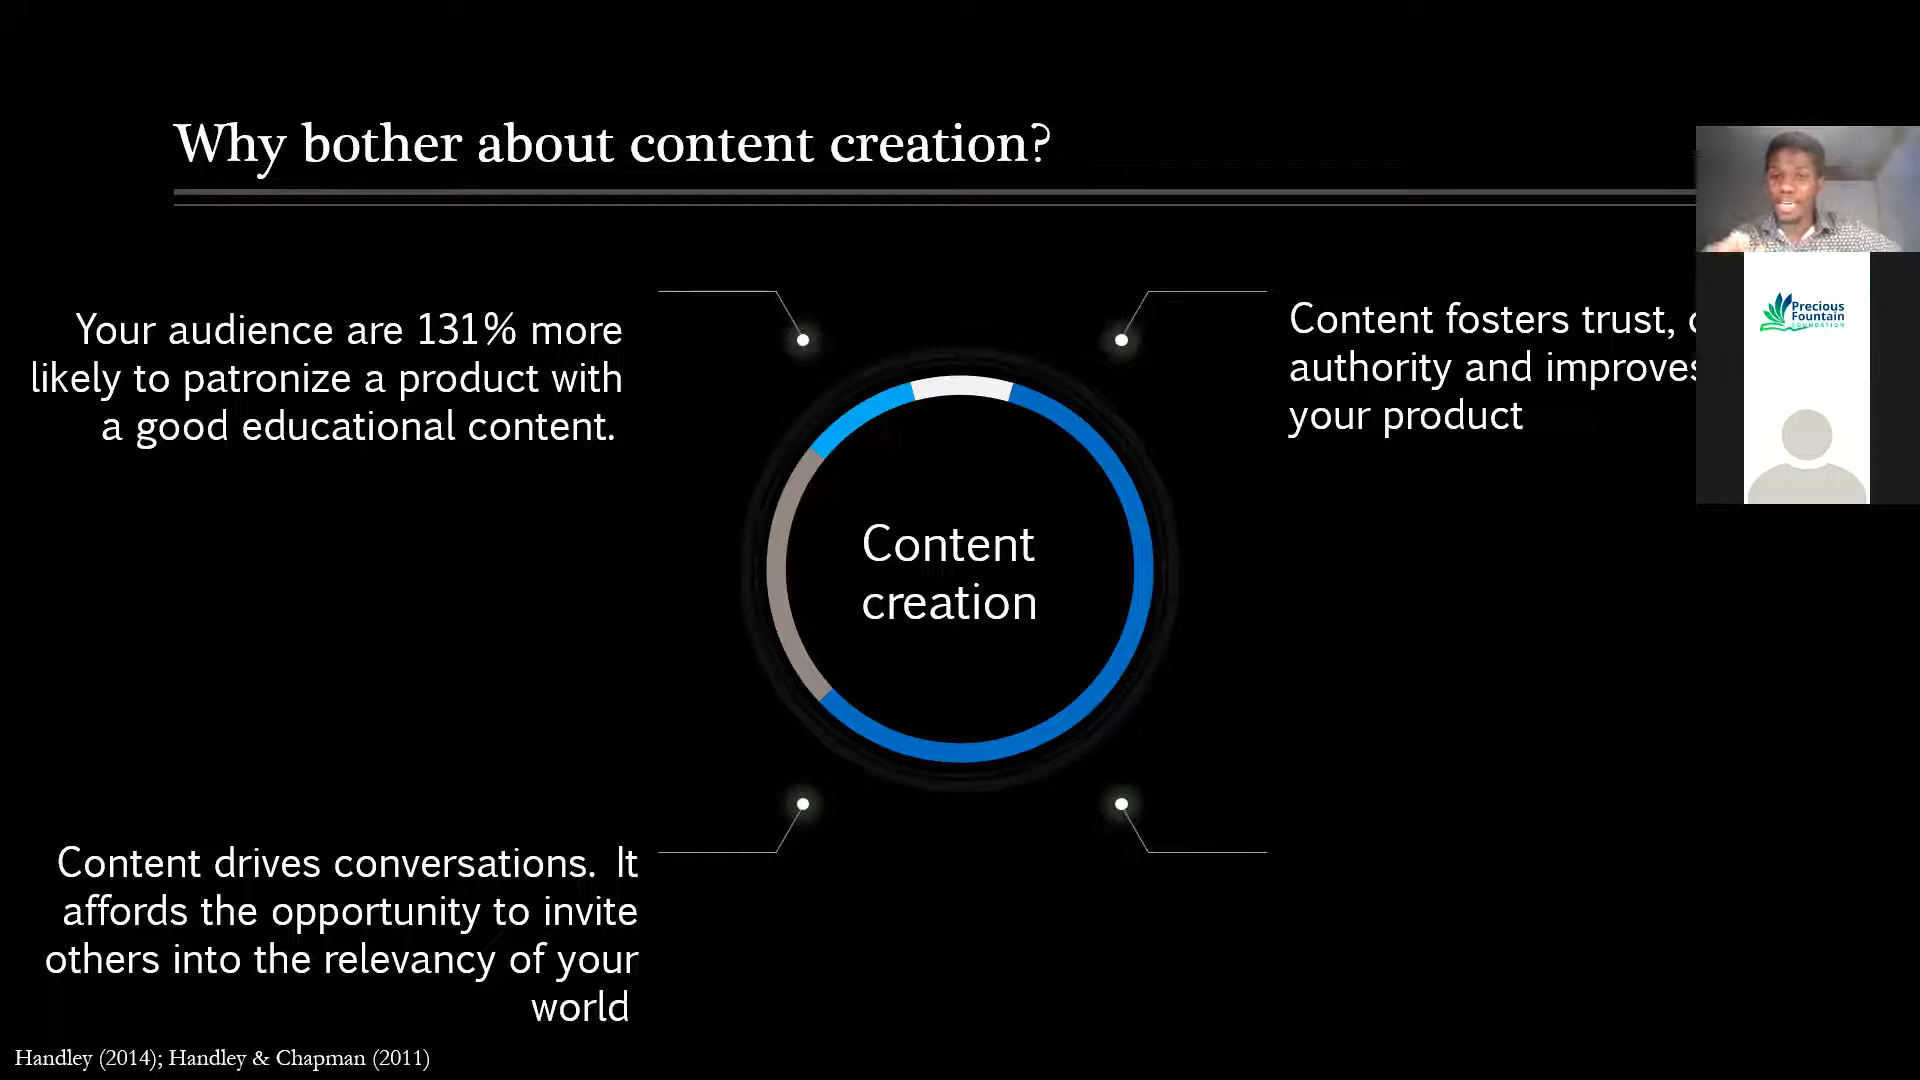 Why bother about content creation?
Your audience are 131% more
likely to patronize a product with
a good educational content.
Content fosters trust,
authority and improves
your product
Precious
Fountain
FOUNDATION
Content
creation
Content drives conversations. It
affords the opportunity to invite
others into the relevancy of your
world
Handley (2014); Handley & Chapman (2011)